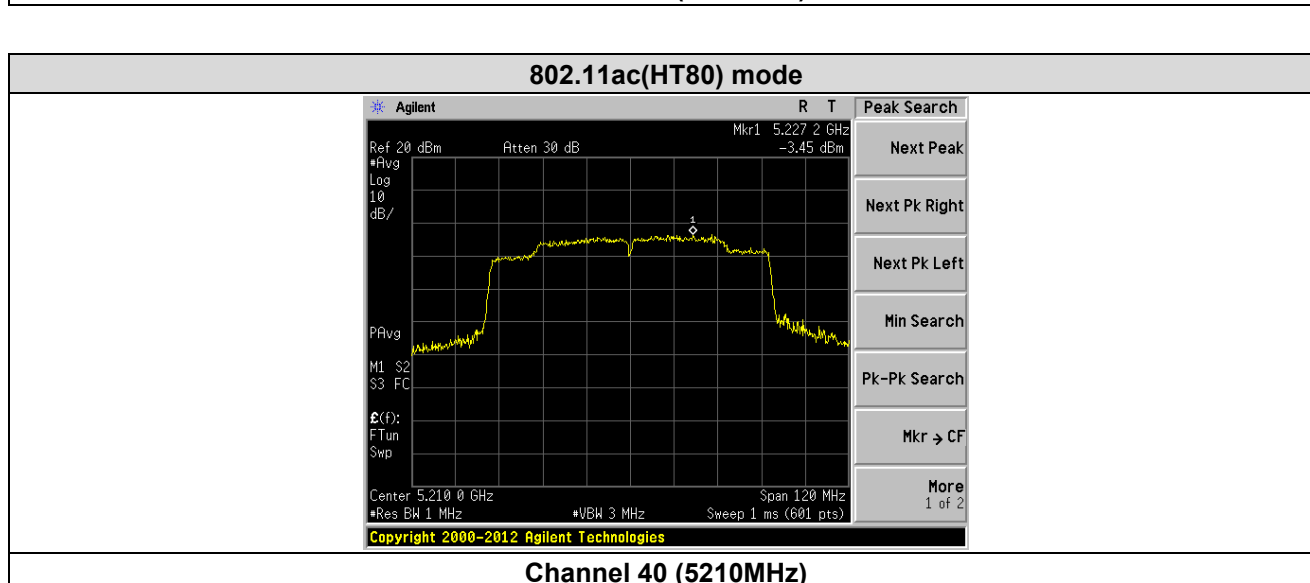 802.11ac(HT80) mode
Agilent R T Peak Search
Mkr1 5.227 2 GHz
Ref 20 dBm Atten 30 dB -3.45 dBm
#Avg
Log
10
dB/
1
PAvg
M1 S2
S3 FC
£(f):
FTun
Swp
Center 5.210 0 GHz Span 120 MHz
#Res BW 1 MHz #VBW 3 MHz Sweep 1 ms (601 pts)
Copyright 2000-2012 Agilent Technologies
Next Peak
Next Pk Right
Next Pk Left
Min Search
Pk-Pk Search
Mkr → CF
More
1 of 2
Channel 40 (5210MHz)